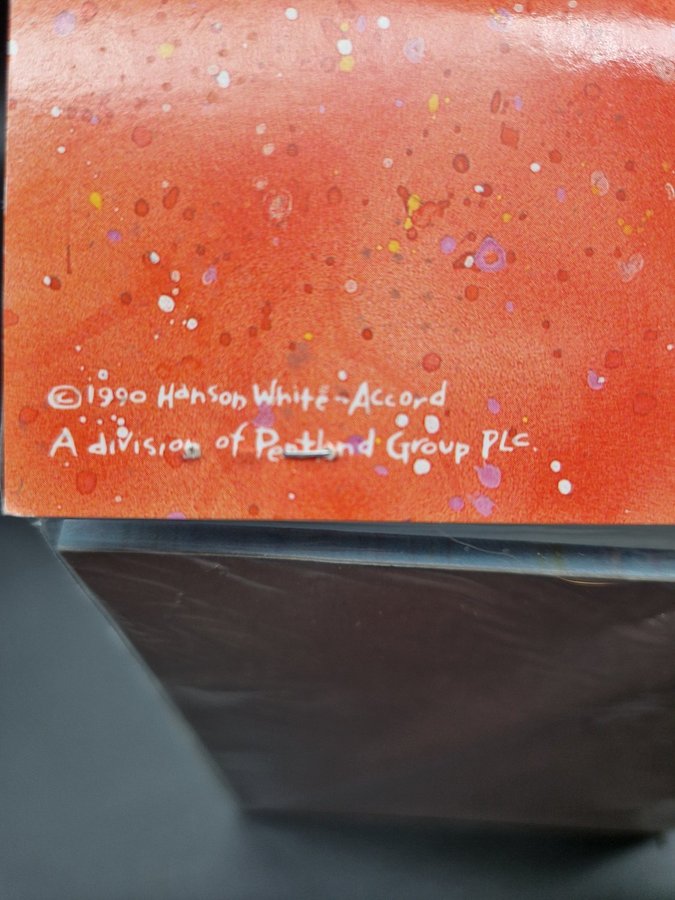 ©1990 Hanson White-Accord
A division of Pentland Group PLC.